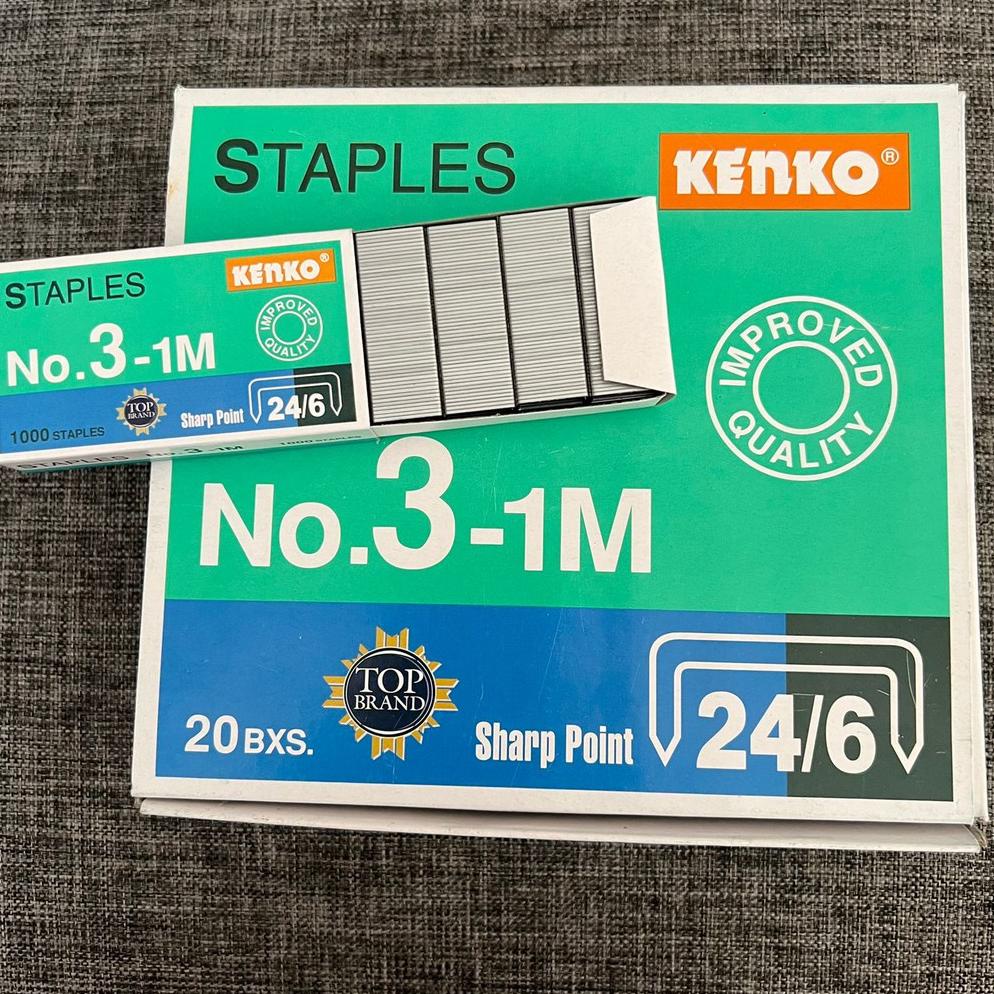 STAPLES
KENKO®
IMPROVED
QUALITY
No.3-1M
TOP
BRAND
20 BXS.
Sharp Point
24/6
STAPLES
KENKO®
IMPROVED
QUALITY
No.3-1M
TOP
BRAND
Sharp Point
24/6
1000 STAPLES
STAPLES No.3-1M 1000 STAPLES